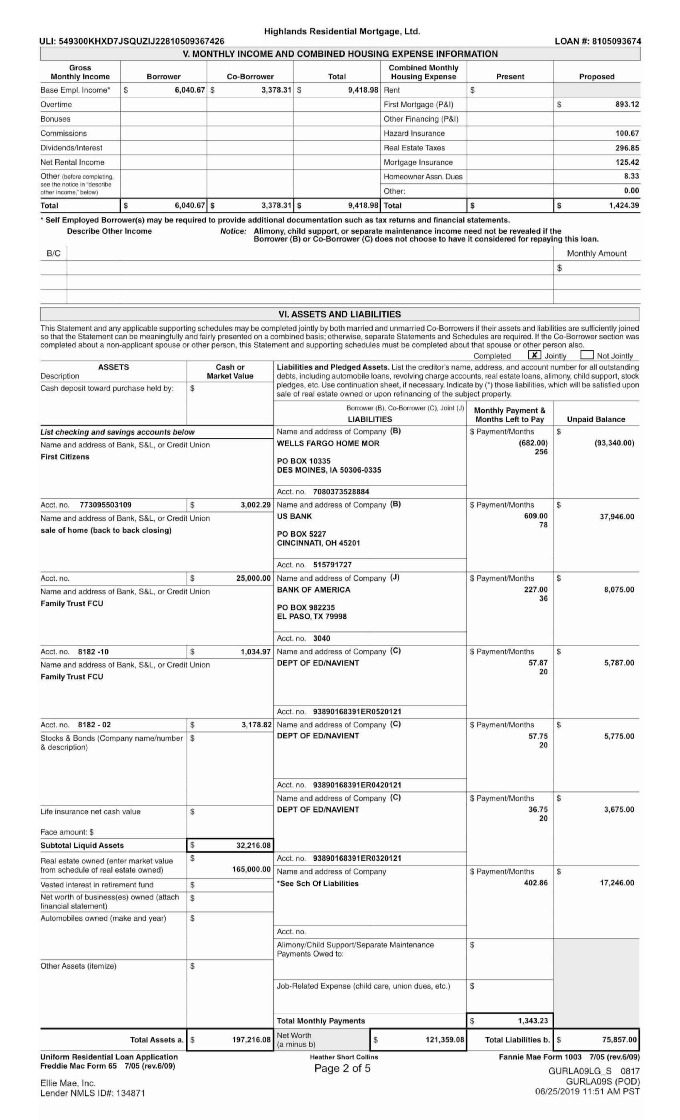 Highlands Residential Mortgage, Ltd.
ULI: 549300KHXD7JSQUZIJ22810509367426 LOAN #: 8105093674
V. MONTHLY INCOME AND COMBINED HOUSING EXPENSE INFORMATION
Gross Monthly Income Borrower Co-Borrower Total Combined Monthly Housing Expense Present Proposed
Base Empl. Income* $ 6,040.67 $ 3,378.31 $ 9,418.98 Rent $
Overtime First Mortgage (P&I) $ 893.12
Bonuses Other Financing (P&I)
Commissions Hazard Insurance 100.67
Dividends/Interest Real Estate Taxes 296.85
Net Rental Income Mortgage Insurance 125.42
Other (before completing, see the notice in "describe other income," below) Homeowner Assn. Dues 8.33
Other: 0.00
Total $ 6,040.67 $ 3,378.31 $ 9,418.98 Total $ $ 1,424.39
* Self Employed Borrower(s) may be required to provide additional documentation such as tax returns and financial statements.
Describe Other Income Notice: Alimony, child support, or separate maintenance income need not be revealed if the
Borrower (B) or Co-Borrower (C) does not choose to have it considered for repaying this loan.
B/C Monthly Amount
$
VI. ASSETS AND LIABILITIES
This Statement and any applicable supporting schedules may be completed jointly by both married and unmarried Co-Borrowers if their assets and liabilities are sufficiently joined
so that the Statement can be meaningfully and fairly presented on a combined basis; otherwise, separate Statements and Schedules are required. If the Co-Borrower section was
completed about a non-applicant spouse or other person, this Statement and supporting schedules must be completed about that spouse or other person also.
Completed X Jointly Not Jointly
ASSETS Cash or Market Value
Description
Liabilities and Pledged Assets. List the creditor's name, address, and account number for all outstanding
debts, including automobile loans, revolving charge accounts, real estate loans, alimony, child support, stock
pledges, etc. Use continuation sheet, if necessary. Indicate by (*) those liabilities, which will be satisfied upon
sale of real estate owned or upon refinancing of the subject property.
Cash deposit toward purchase held by: $
Borrower (B), Co-Borrower (C), Joint (J)
LIABILITIES Monthly Payment & Months Left to Pay Unpaid Balance
List checking and savings accounts below Name and address of Company (B) $ Payment/Months $
Name and address of Bank, S&L, or Credit Union WELLS FARGO HOME MOR (682.00) (93,340.00)
First Citizens 256
PO BOX 10335
DES MOINES, IA 50306-0335
Acct. no. 7080373528884
Acct. no. 773095503109 $ 3,002.29 Name and address of Company (B) $ Payment/Months $
Name and address of Bank, S&L, or Credit Union US BANK 609.00 37,946.00
78
sale of home (back to back closing)
PO BOX 5227
CINCINNATI, OH 45201
Acct. no. 515791727
Acct. no. $ 25,000.00 Name and address of Company (J) $ Payment/Months $
Name and address of Bank, S&L, or Credit Union BANK OF AMERICA 227.00 8,075.00
36
Family Trust FCU
PO BOX 982235
EL PASO, TX 79998
Acct. no. 3040
Acct. no. 8182 -10 $ 1,034.97 Name and address of Company (C) $ Payment/Months $
Name and address of Bank, S&L, or Credit Union DEPT OF ED/NAVIENT 57.87 5,787.00
20
Family Trust FCU
Acct. no. 93890168391ER0520121
Acct. no. 8182 - 02 $ 3,178.82 Name and address of Company (C) $ Payment/Months $
Stocks & Bonds (Company name/number & description) $ DEPT OF ED/NAVIENT 57.75 5,775.00
20
Acct. no. 93890168391ER0420121
Name and address of Company (C) $ Payment/Months $
Life insurance net cash value $ DEPT OF ED/NAVIENT 36.75 3,675.00
20
Face amount: $
Subtotal Liquid Assets $ 32,216.08
Acct. no. 93890168391ER0320121
Real estate owned (enter market value from schedule of real estate owned) $ 165,000.00 Name and address of Company $ Payment/Months $
Vested interest in retirement fund $ *See Sch Of Liabilities 402.86 17,246.00
Net worth of business(es) owned (attach financial statement) $
Automobiles owned (make and year) $
Acct. no.
Alimony/Child Support/Separate Maintenance Payments Owed to: $
Other Assets (itemize) $
Job-Related Expense (child care, union dues, etc.) $
Total Monthly Payments $ 1,343.23
Total Assets a. $ 197,216.08 Net Worth (a minus b) $ 121,359.08 Total Liabilities b. $ 75,857.00
Uniform Residential Loan Application Heather Short Collins Fannie Mae Form 1003 7/05 (rev.6/09)
Freddie Mac Form 65 7/05 (rev.6/09) Page 2 of 5
GURLA09LG_S 0817
Ellie Mae, Inc. GURLA09S (POD)
Lender NMLS ID#: 134871 06/25/2019 11:51 AM PST